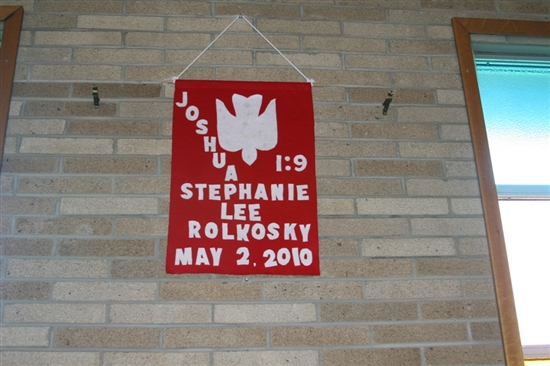 JOSHUA
1:9
STEPHANIE
LEE
ROLKOSKY
MAY 2, 2010